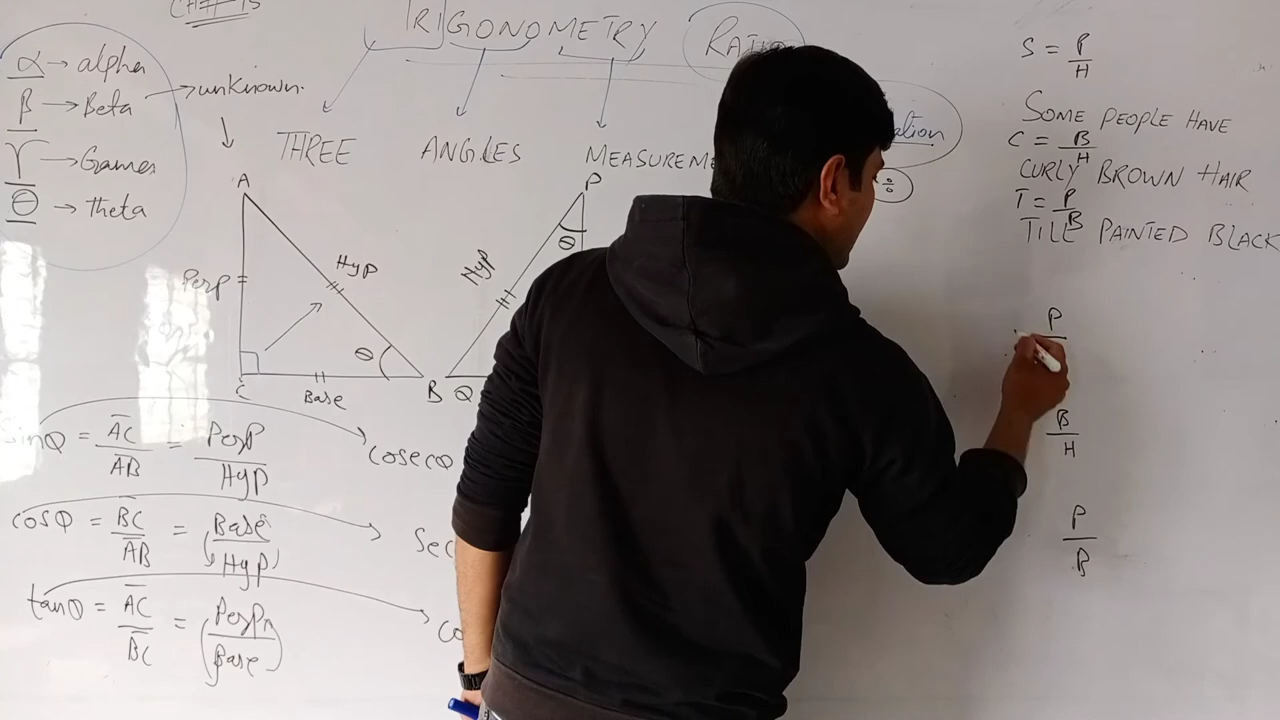 TRIGONOMETRY
α → alpha
β → Beta
γ → Games
θ → theta
→ unknown.
THREE ANGLES MEASUREME
A
Perp
Hyp
θ
C
Base
B
P
θ
Hyp
Q
÷
sinθ = AC/AB = Perp/Hyp
cosecθ
cosθ = BC/AB = Base/Hyp
Sec
tanθ = AC/BC = Perp/Base
co
S = P/H
SOME PEOPLE HAVE
C = B/H
CURLY BROWN HAIR
T = P/B
TILL PAINTED BLACK
P
B/H
P/B